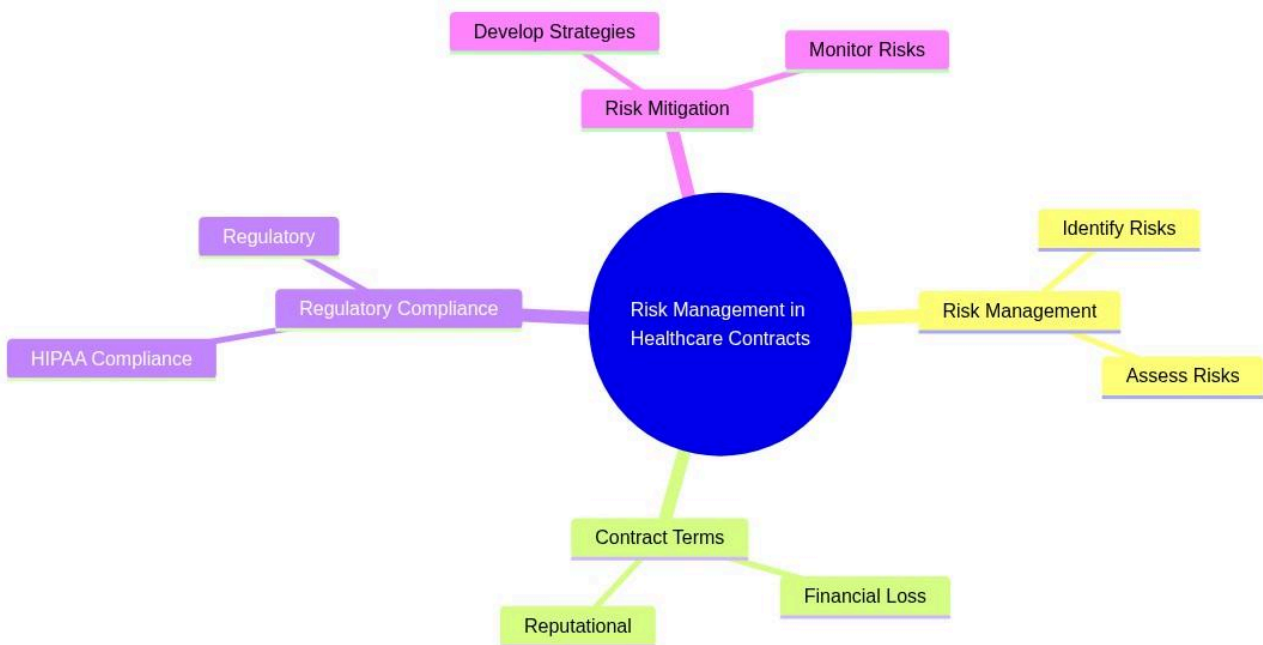 Develop Strategies
Monitor Risks
Risk Mitigation
Regulatory
Identify Risks
Regulatory Compliance
Risk Management in
Healthcare Contracts
Risk Management
HIPAA Compliance
Assess Risks
Contract Terms
Financial Loss
Reputational